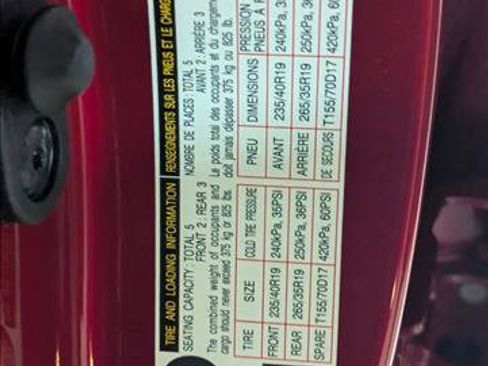 TIRE AND LOADING INFORMATION
SEATING CAPACITY: TOTAL 5
FRONT 2 : REAR 3
The combined weight of occupants and
cargo should never exceed 375 kg or 825 lbs.
TIRE SIZE COLD TIRE PRESSURE
FRONT 235/40R19 240kPa, 35PSI
REAR 265/35R19 250kPa, 36PSI
SPARE T155/70D17 420kPa, 60PSI
RENSEIGNEMENTS SUR LES PNEUS ET LE CHARG
NOMBRE DE PLACES: TOTAL 5
AVANT 2 : ARRIÈRE 3
Le poids total des occupants et du chargement
doit jamais dépasser 375 kg ou 825 lb.
PNEU DIMENSIONS PRESSION
PNEUS À F
AVANT 235/40R19 240kPa, 35
ARRIÈRE 265/35R19 250kPa, 36
DE SECOURS T155/70D17 420kPa, 60